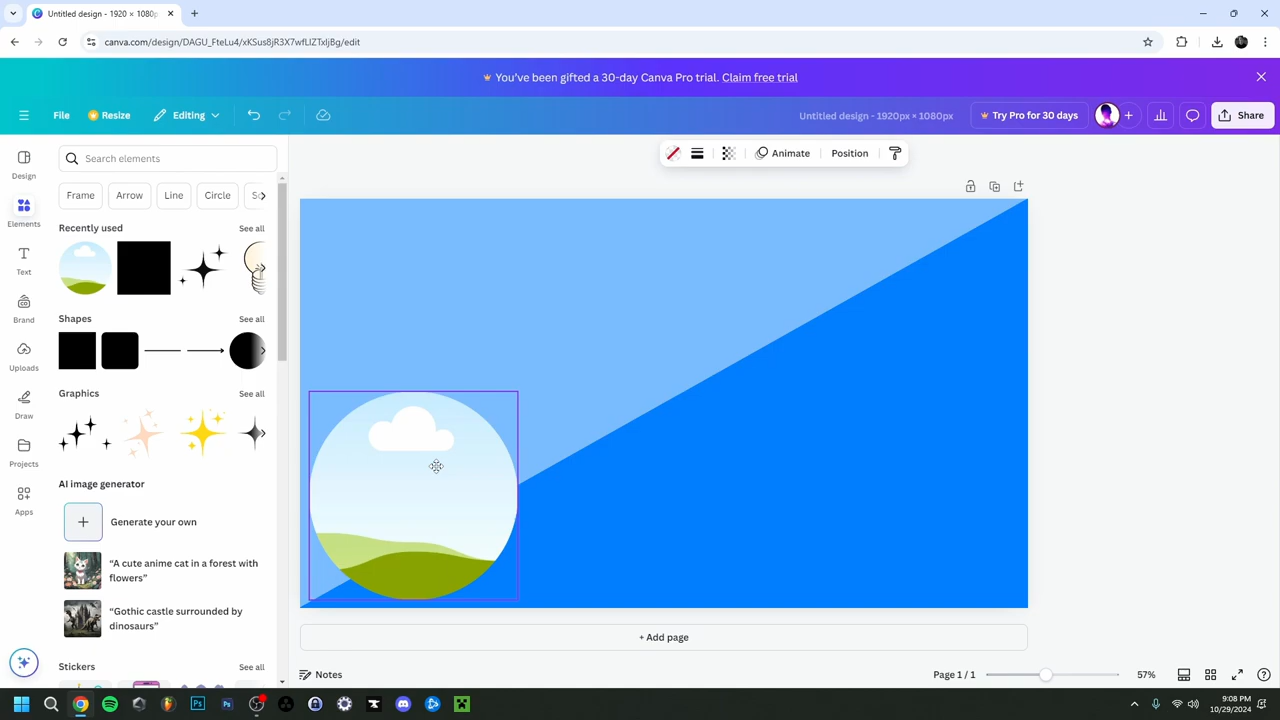 Untitled design - 1920 × 1080p
canva.com/design/DAGU_FteLu4/xKSus8jR3X7wfLIZTxIjBg/edit
You've been gifted a 30-day Canva Pro trial. Claim free trial
File
Resize
Editing
Untitled design - 1920px × 1080px
Try Pro for 30 days
Share
Design
Elements
Text
Brand
Uploads
Draw
Projects
Apps
Search elements
Frame
Arrow
Line
Circle
Recently used
See all
Shapes
See all
Graphics
See all
AI image generator
Generate your own
“A cute anime cat in a forest with
flowers”
“Gothic castle surrounded by
dinosaurs”
Stickers
See all
Animate
Position
+ Add page
Notes
Page 1 / 1
57%
9:08 PM
10/29/2024